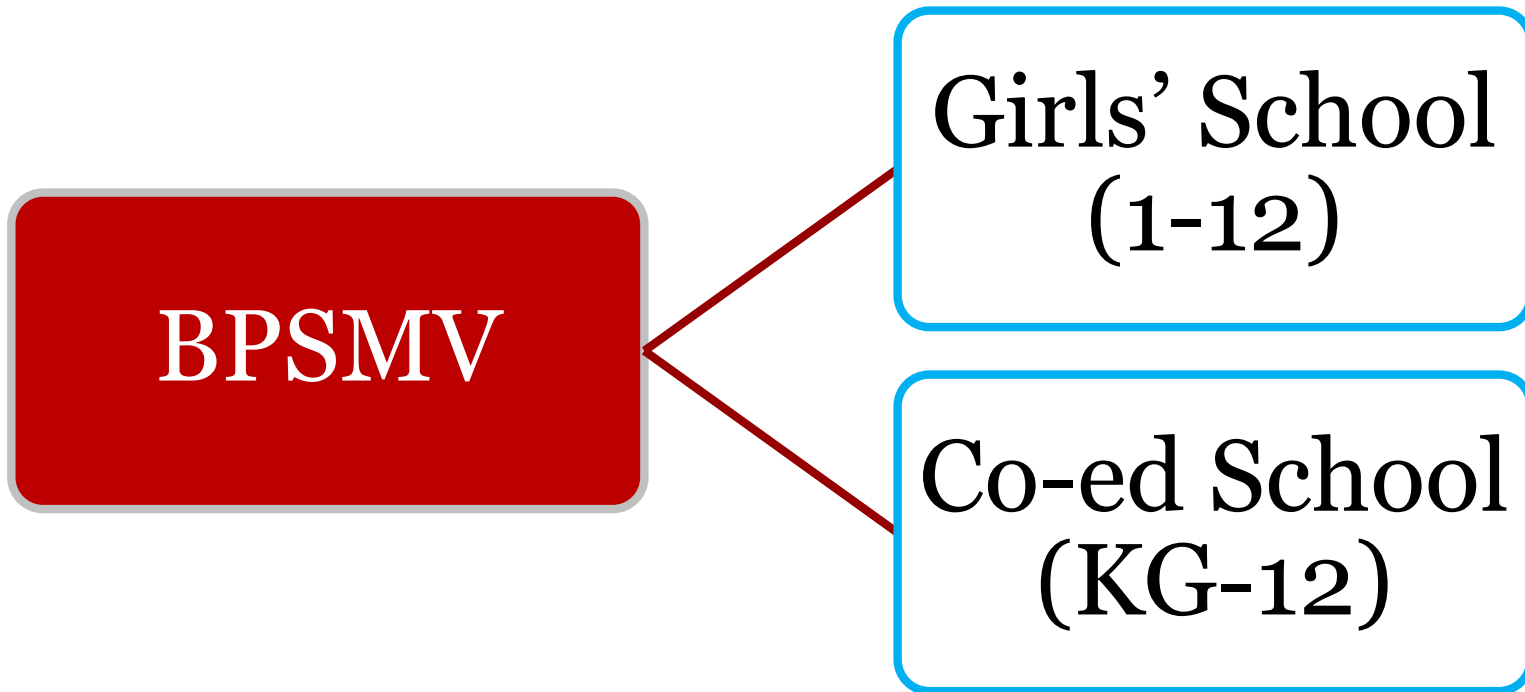 BPSMV
Girls’ School
(1-12)
Co-ed School
(KG-12)